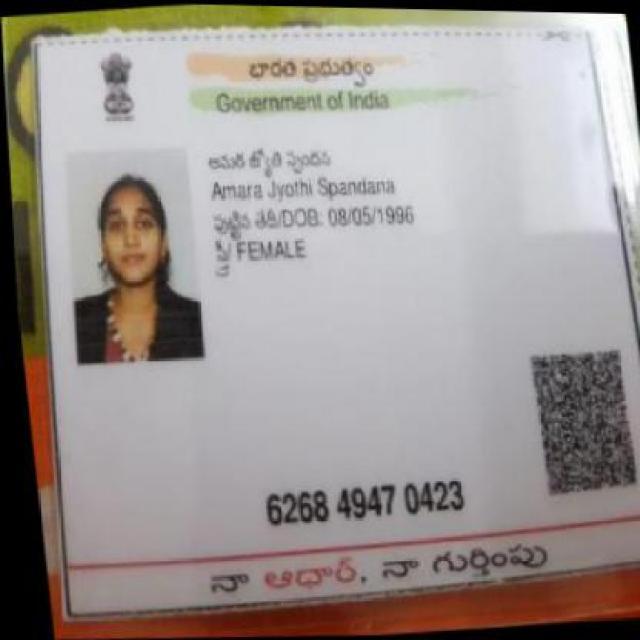 భారత ప్రభుత్వం
Government of India
అమర జ్యోతి స్పందన
Amara Jyothi Spandana
పుట్టిన తేదీ/DOB: 08/05/1996
స్త్రీ/ FEMALE
6268 4947 0423
నా ఆధార్, నా గుర్తింపు